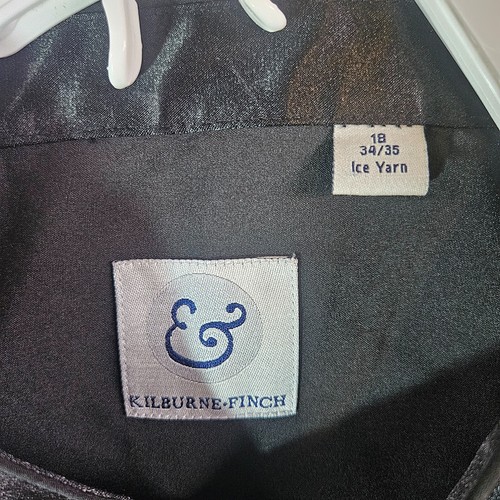 18
34/35
Ice Yarn
&
KILBURNE-FINCH